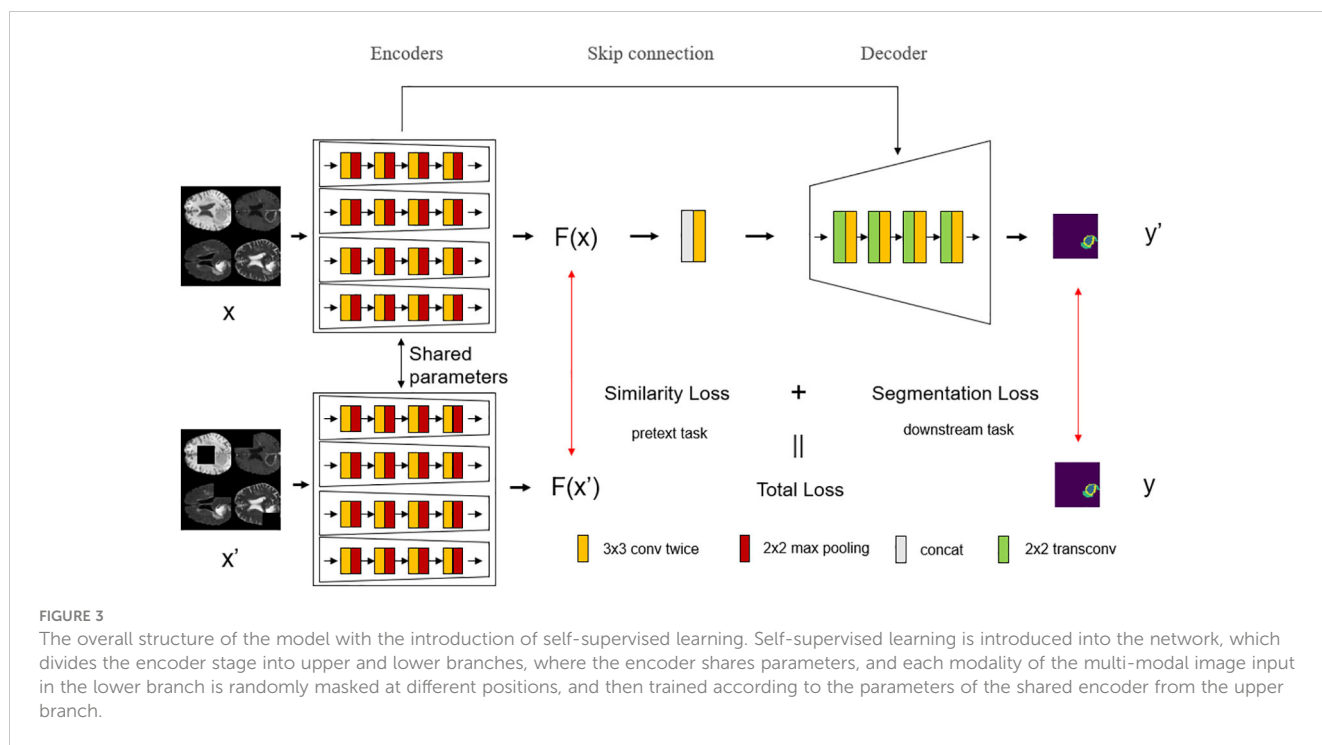 Encoders Skip connection Decoder
x
F(x)
y’
Shared
parameters
Similarity Loss + Segmentation Loss
pretext task downstream task
||
Total Loss
x’
F(x’)
y
3x3 conv twice 2x2 max pooling concat 2x2 transconv
FIGURE 3
The overall structure of the model with the introduction of self-supervised learning. Self-supervised learning is introduced into the network, which
divides the encoder stage into upper and lower branches, where the encoder shares parameters, and each modality of the multi-modal image input
in the lower branch is randomly masked at different positions, and then trained according to the parameters of the shared encoder from the upper
branch.